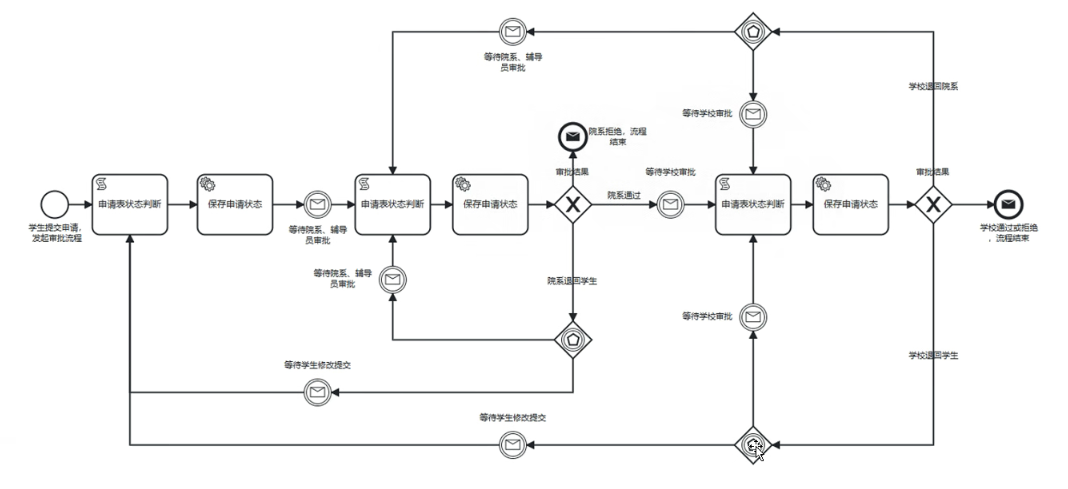 等待院系、辅导
员审批
学校退回院系
等待学校审批
院系拒绝，流程
结束
审批结果
等待学校审批
审批结果
院系通过
申请表状态判断
保存申请状态
申请表状态判断
保存申请状态
申请表状态判断
保存申请状态
学生提交申请，
发起审批流程
等待院系、辅导
员审批
学校通过或拒绝
，流程结束
等待院系、辅导
员审批
院系退回学生
等待学校审批
学校退回学生
等待学生修改提交
等待学生修改提交